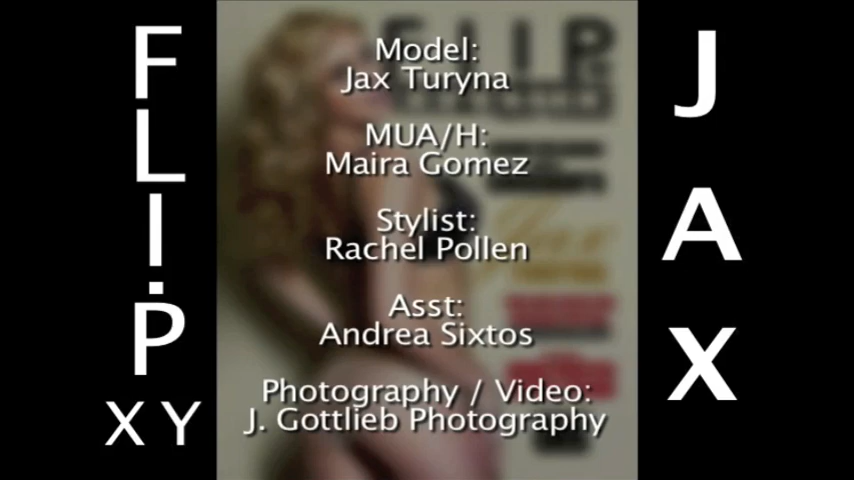 FLIP
XY
Model:
Jax Turyna
MUA/H:
Maira Gomez
Stylist:
Rachel Pollen
Asst:
Andrea Sixtos
Photography / Video:
J. Gottlieb Photography
JAX